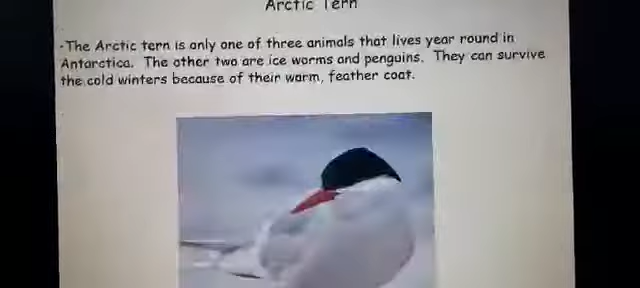 Arctic Tern
-The Arctic tern is only one of three animals that lives year round in
Antarctica. The other two are ice worms and penguins. They can survive
the cold winters because of their warm, feather coat.